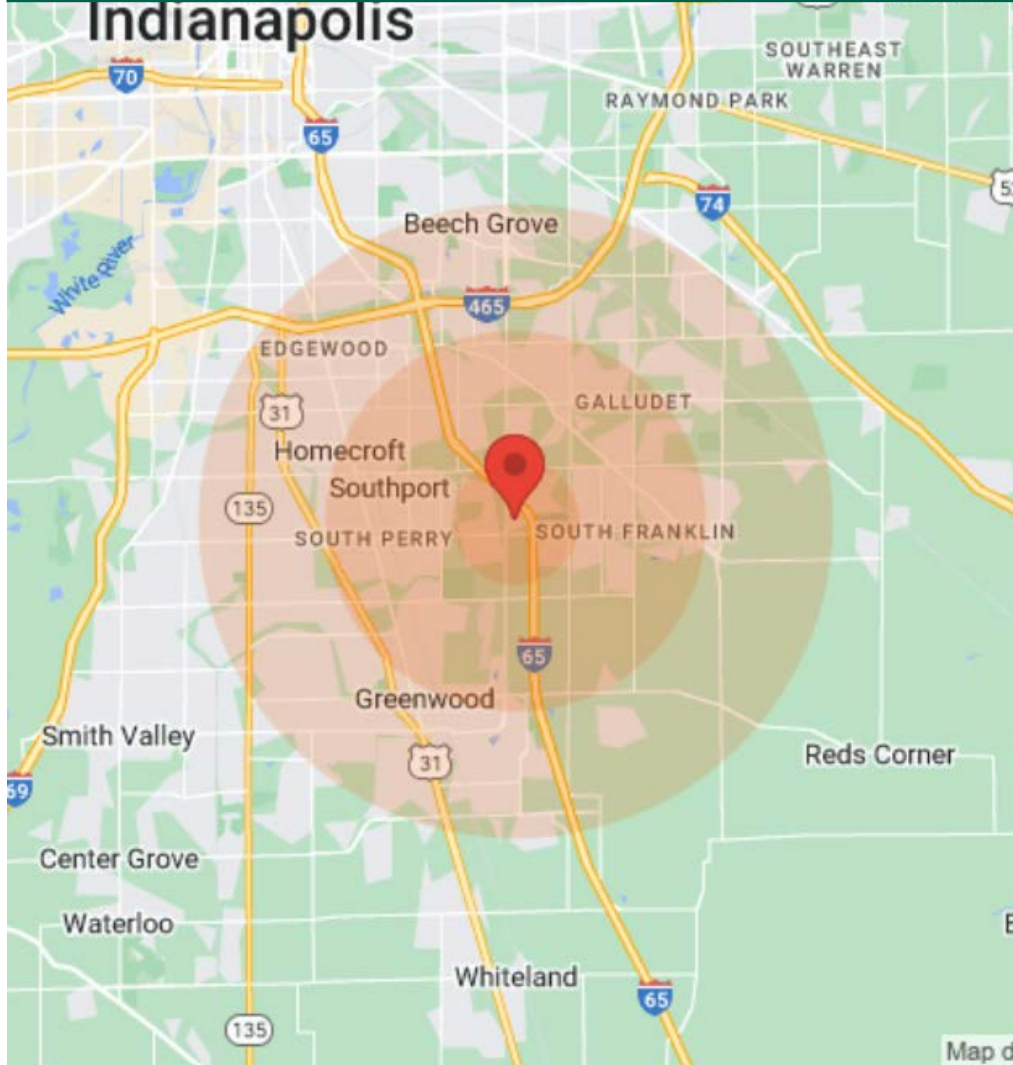 Indianapolis
SOUTHEAST
WARREN
70
RAYMOND PARK
65
74
Beech Grove
White River
465
EDGEWOOD
GALLUDET
31
Homecroft
Southport
135
SOUTH PERRY
SOUTH FRANKLIN
65
Greenwood
Smith Valley
31
Reds Corner
69
Center Grove
Waterloo
Whiteland
65
135
Map d